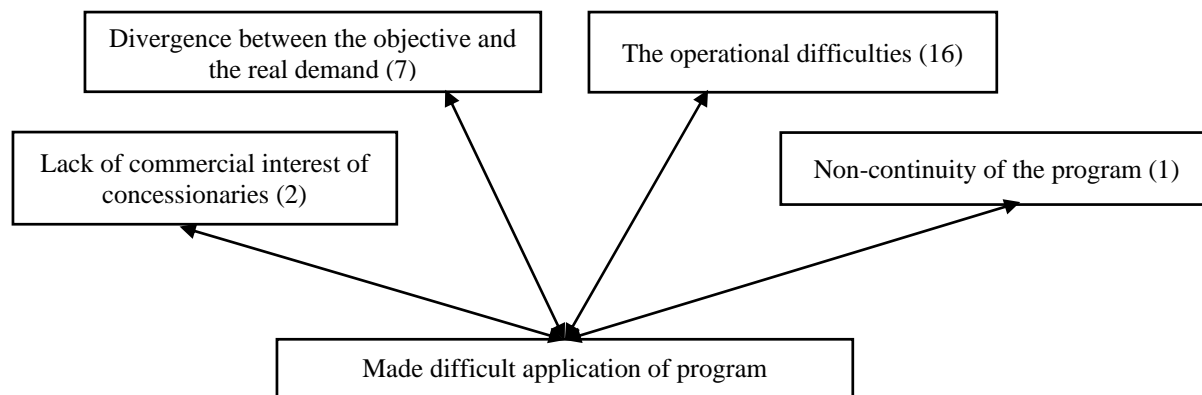 Divergence between the objective and
the real demand (7)
The operational difficulties (16)
Lack of commercial interest of
concessionaries (2)
Non-continuity of the program (1)
Made difficult application of program